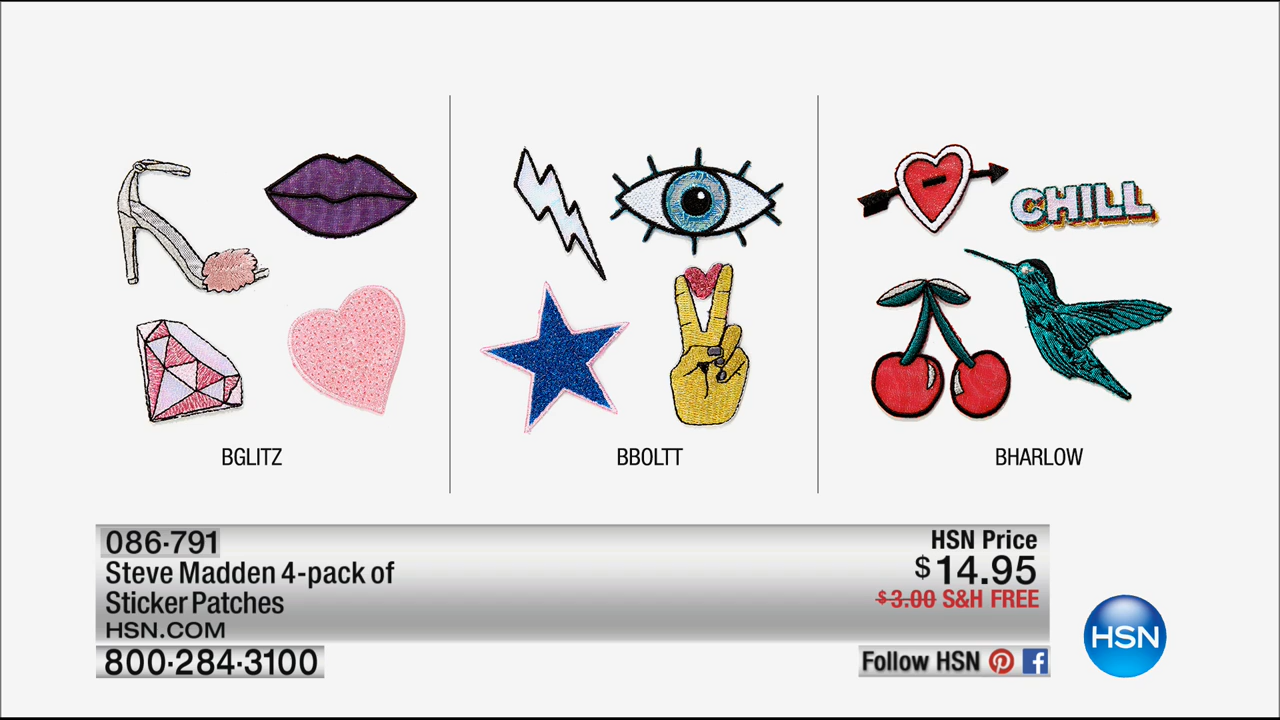 CHILL
BGLITZ
BBOLTT
BHARLOW
086-791
Steve Madden 4-pack of
Sticker Patches
HSN.COM
800·284·3100
HSN Price
$14.95
$3.00 S&H FREE
Follow HSN
HSN